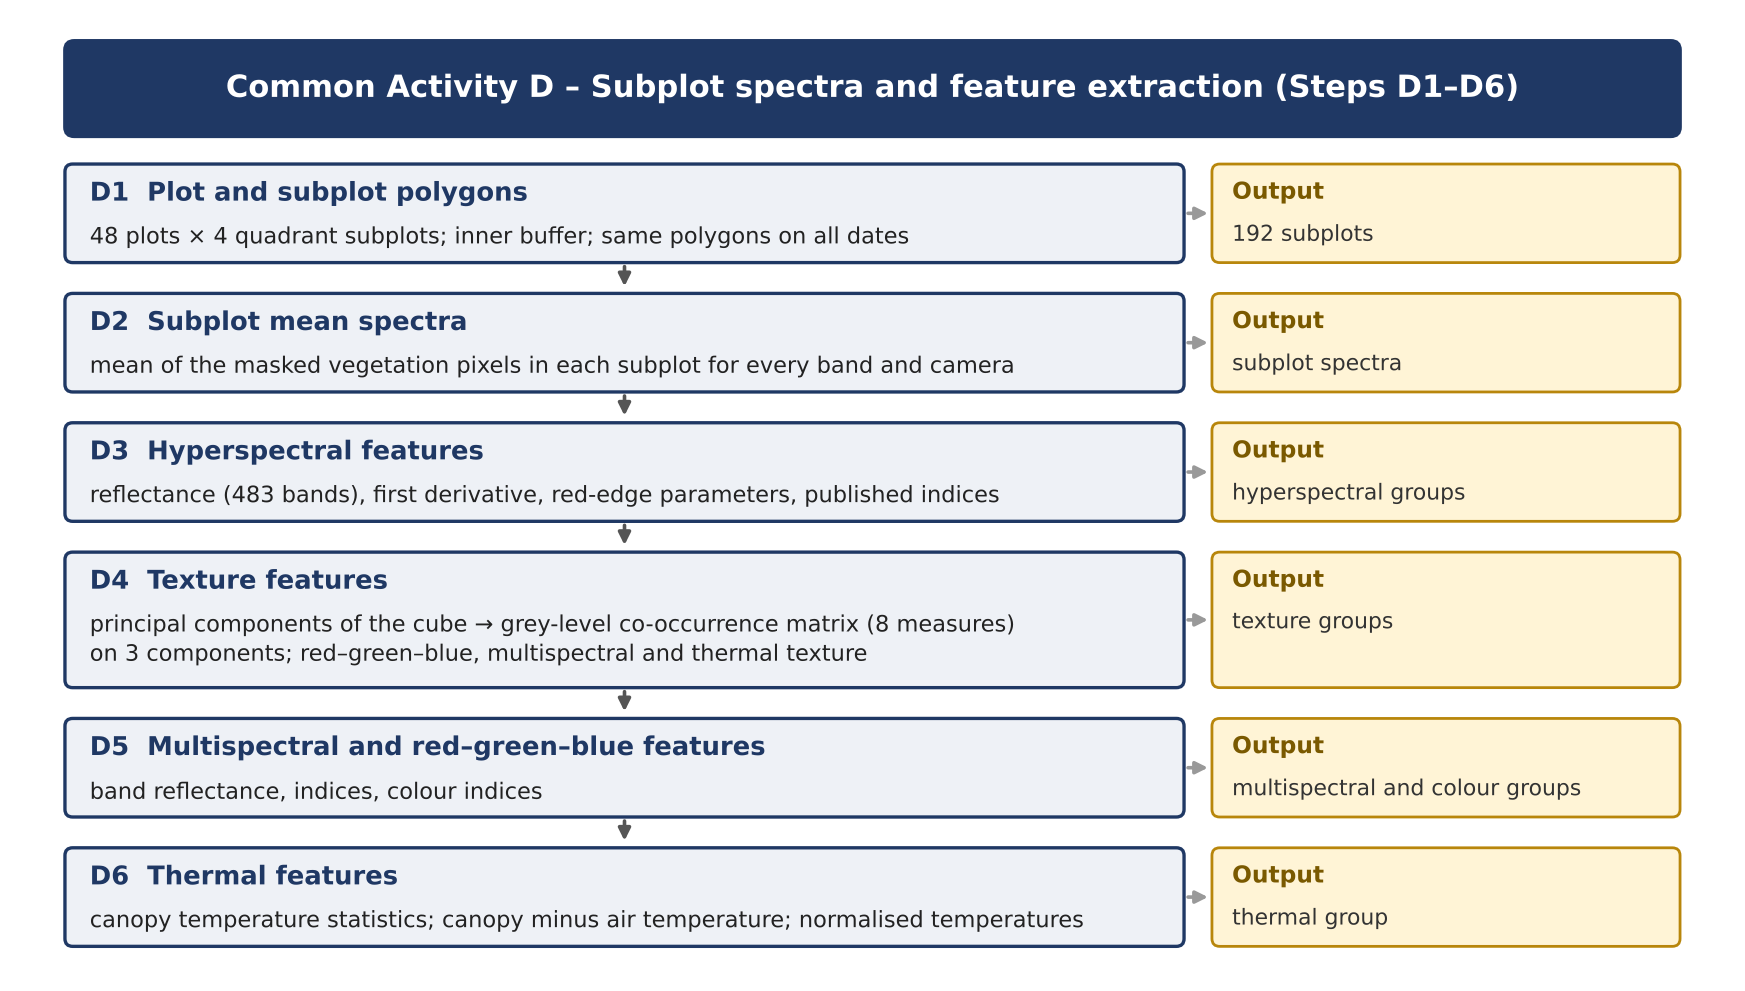 Common Activity D – Subplot spectra and feature extraction (Steps D1–D6)
D1 Plot and subplot polygons
48 plots × 4 quadrant subplots; inner buffer; same polygons on all dates
Output
192 subplots
D2 Subplot mean spectra
mean of the masked vegetation pixels in each subplot for every band and camera
Output
subplot spectra
D3 Hyperspectral features
reflectance (483 bands), first derivative, red-edge parameters, published indices
Output
hyperspectral groups
D4 Texture features
principal components of the cube → grey-level co-occurrence matrix (8 measures)
on 3 components; red–green–blue, multispectral and thermal texture
Output
texture groups
D5 Multispectral and red–green–blue features
band reflectance, indices, colour indices
Output
multispectral and colour groups
D6 Thermal features
canopy temperature statistics; canopy minus air temperature; normalised temperatures
Output
thermal group